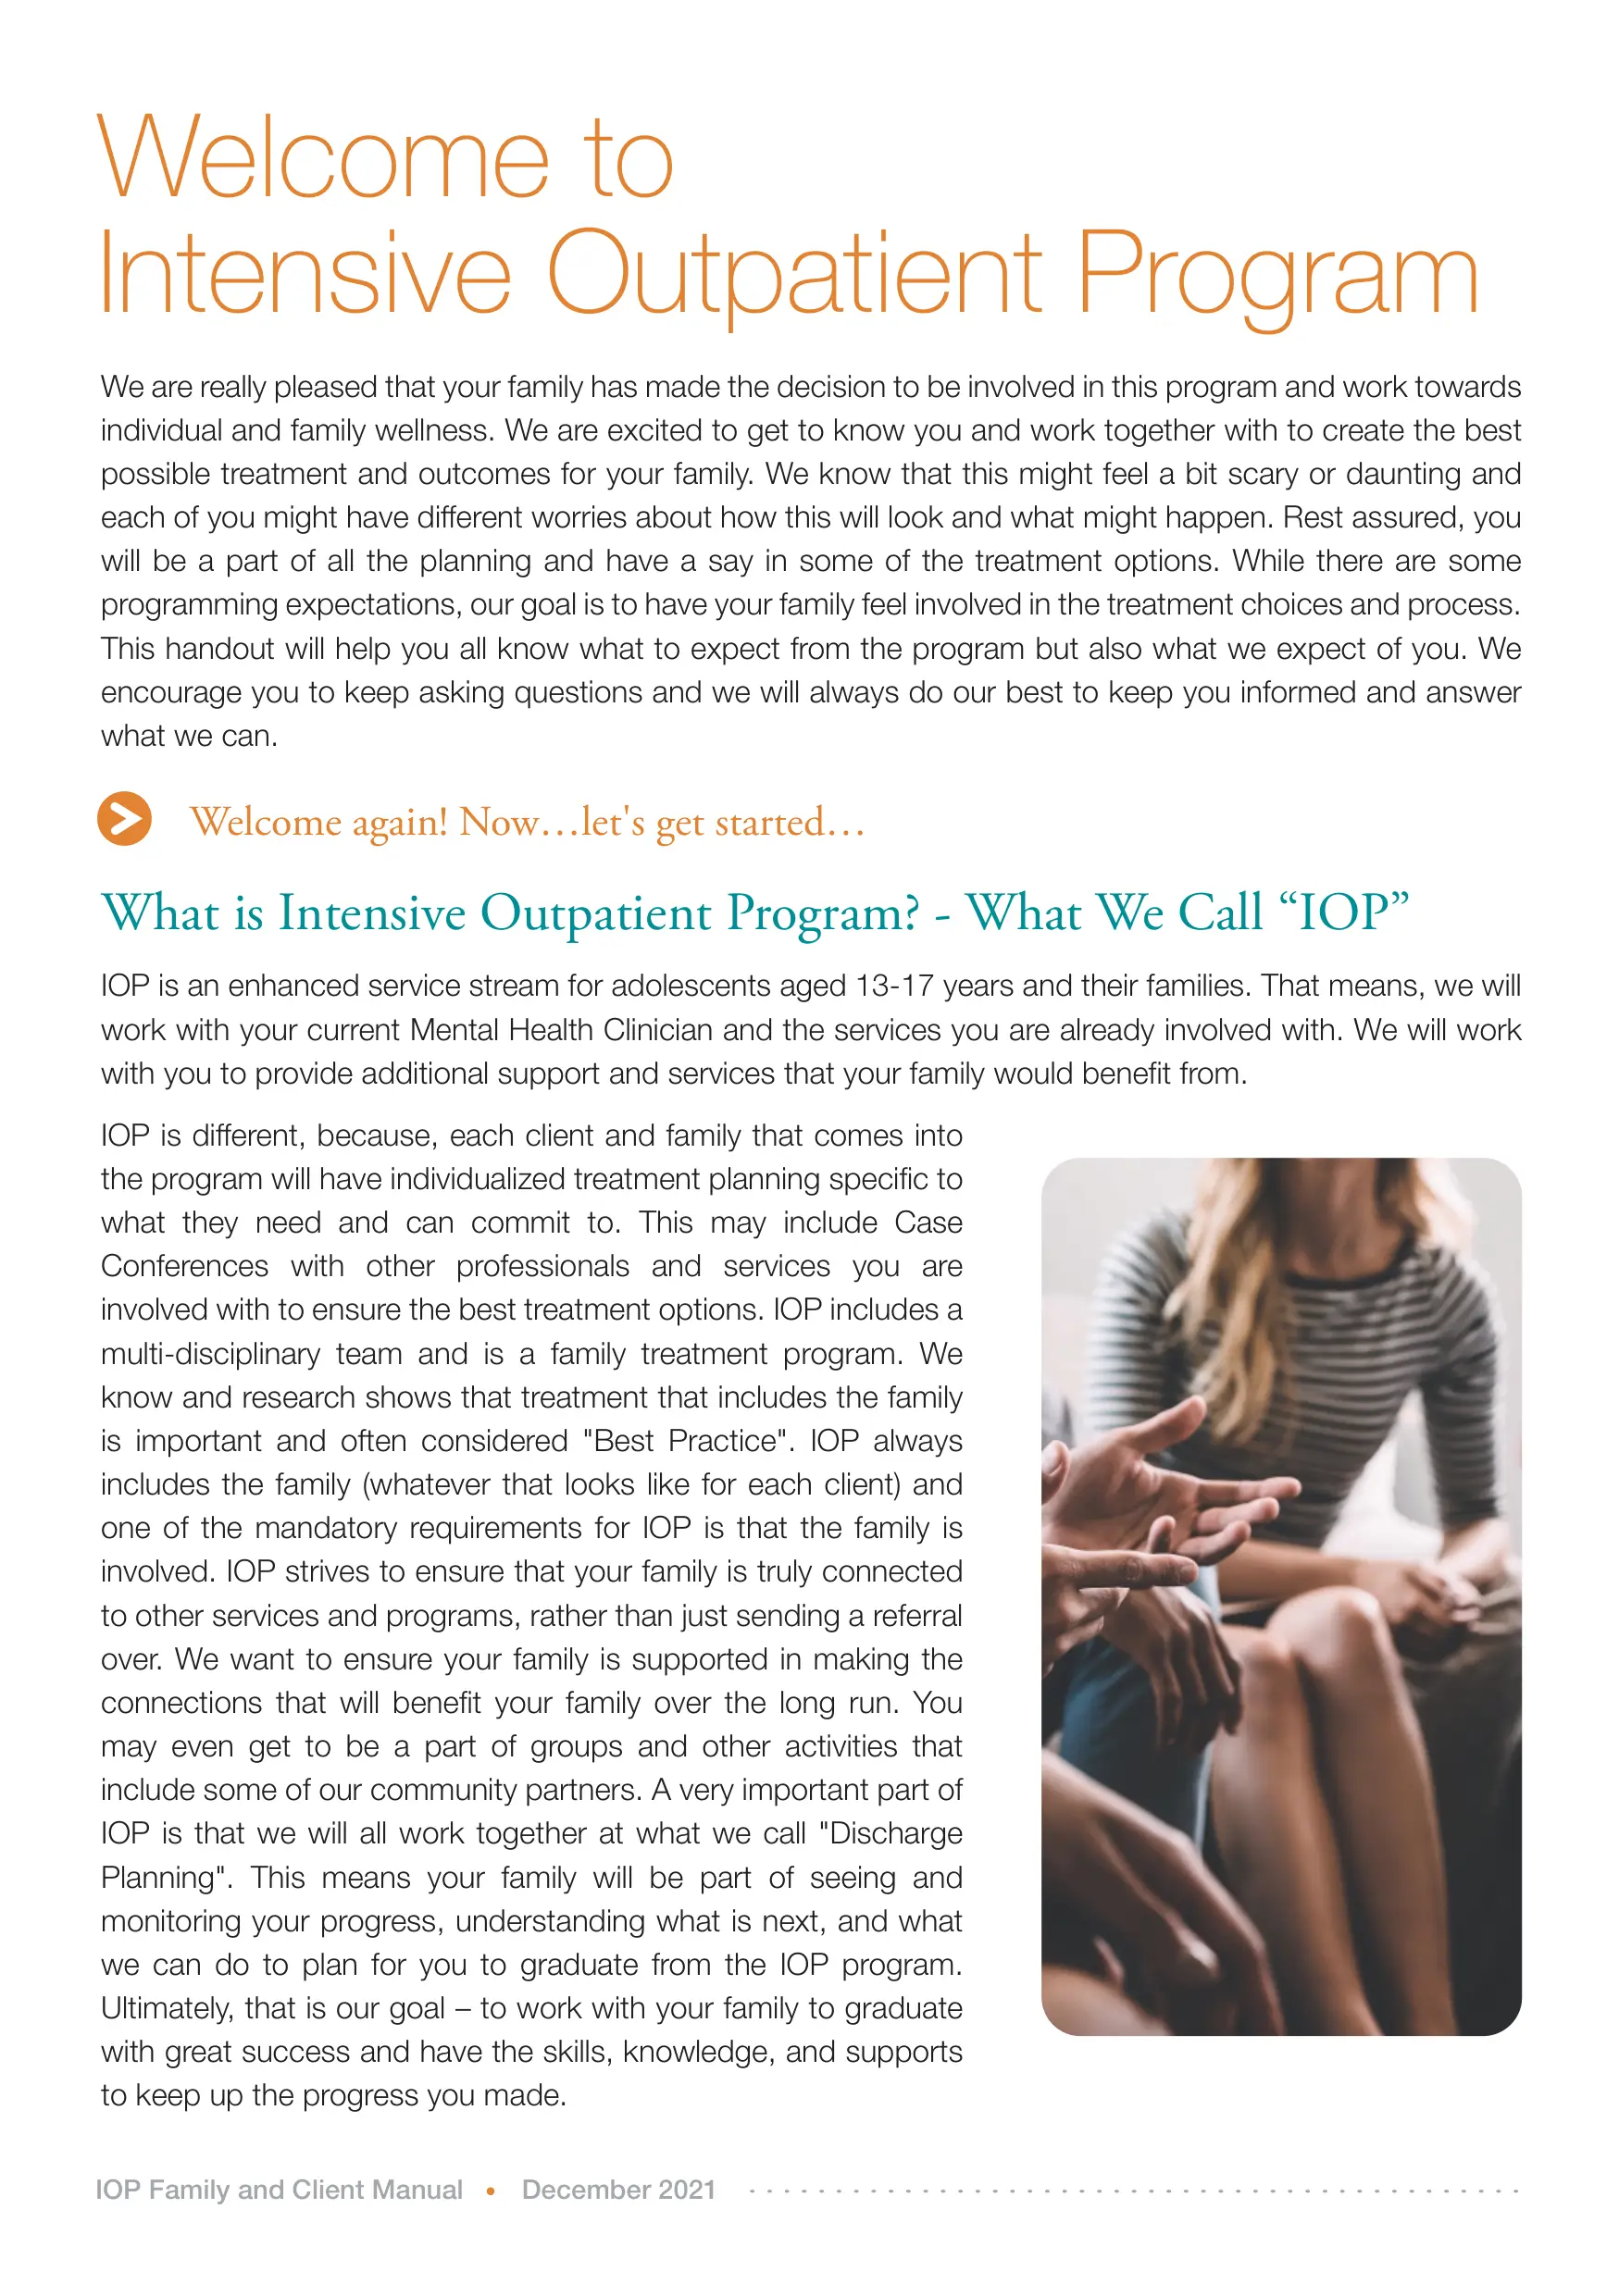 Welcome to
Intensive Outpatient Program
We are really pleased that your family has made the decision to be involved in this program and work towards
individual and family wellness. We are excited to get to know you and work together with to create the best
possible treatment and outcomes for your family. We know that this might feel a bit scary or daunting and
each of you might have different worries about how this will look and what might happen. Rest assured, you
will be a part of all the planning and have a say in some of the treatment options. While there are some
programming expectations, our goal is to have your family feel involved in the treatment choices and process.
This handout will help you all know what to expect from the program but also what we expect of you. We
encourage you to keep asking questions and we will always do our best to keep you informed and answer
what we can.
Welcome again! Now…let's get started…
What is Intensive Outpatient Program? - What We Call “IOP”
IOP is an enhanced service stream for adolescents aged 13-17 years and their families. That means, we will
work with your current Mental Health Clinician and the services you are already involved with. We will work
with you to provide additional support and services that your family would benefit from.
IOP is different, because, each client and family that comes into
the program will have individualized treatment planning specific to
what they need and can commit to. This may include Case
Conferences with other professionals and services you are
involved with to ensure the best treatment options. IOP includes a
multi-disciplinary team and is a family treatment program. We
know and research shows that treatment that includes the family
is important and often considered "Best Practice". IOP always
includes the family (whatever that looks like for each client) and
one of the mandatory requirements for IOP is that the family is
involved. IOP strives to ensure that your family is truly connected
to other services and programs, rather than just sending a referral
over. We want to ensure your family is supported in making the
connections that will benefit your family over the long run. You
may even get to be a part of groups and other activities that
include some of our community partners. A very important part of
IOP is that we will all work together at what we call "Discharge
Planning". This means your family will be part of seeing and
monitoring your progress, understanding what is next, and what
we can do to plan for you to graduate from the IOP program.
Ultimately, that is our goal – to work with your family to graduate
with great success and have the skills, knowledge, and supports
to keep up the progress you made.
IOP Family and Client Manual • December 2021